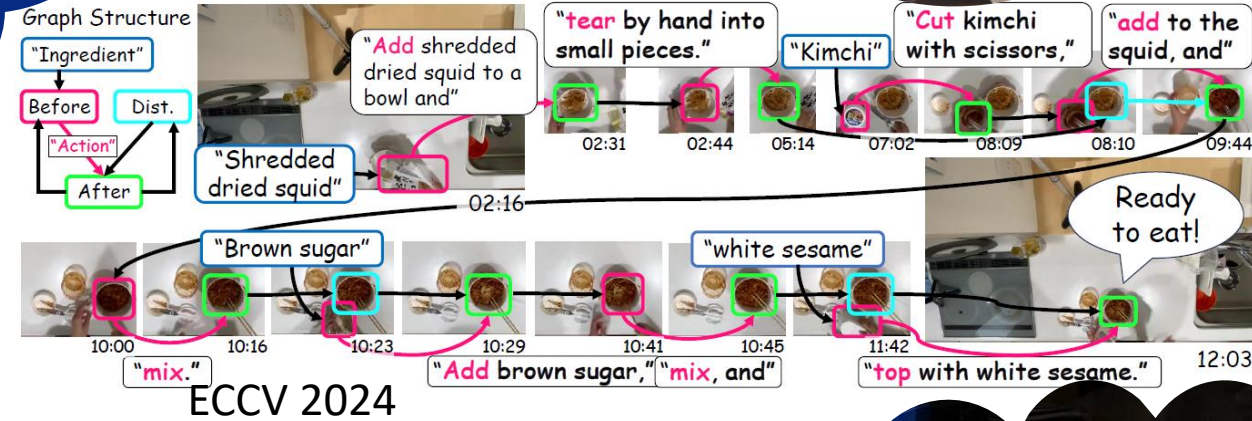 Graph Structure
"Ingredient"
Before
Dist.
"Action"
After
"Add shredded
dried squid to a
bowl and"
"Shredded
dried squid"
02:16
"tear by hand into
small pieces."
"Kimchi"
"Cut kimchi
with scissors,"
"add to the
squid, and"
02:31
02:44
05:14
07:02
08:09
08:10
09:44
Ready
to eat!
"Brown sugar"
"white sesame"
10:00
10:16
10:23
10:29
10:41
10:45
11:42
12:03
"mix."
"Add brown sugar,"
"mix, and"
"top with white sesame."
ECCV 2024